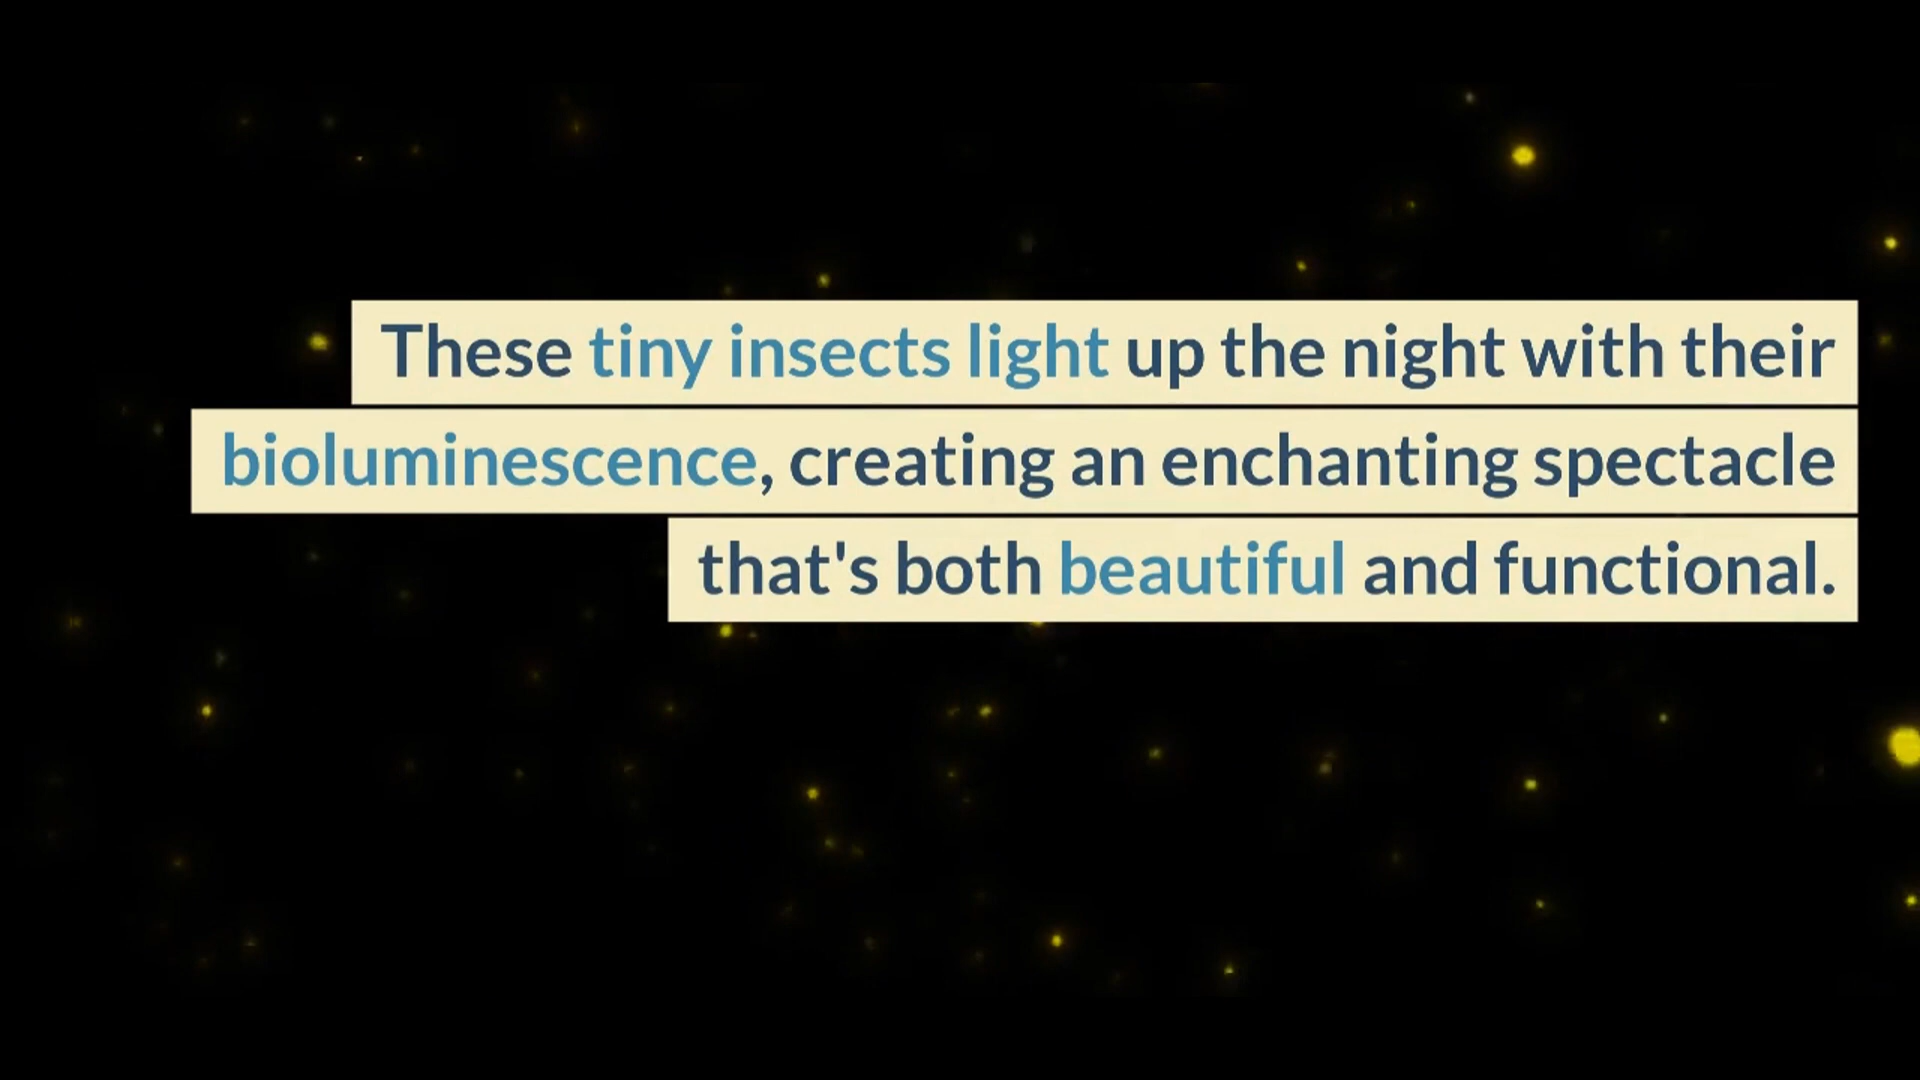 These tiny insects light up the night with their
bioluminescence, creating an enchanting spectacle
that's both beautiful and functional.